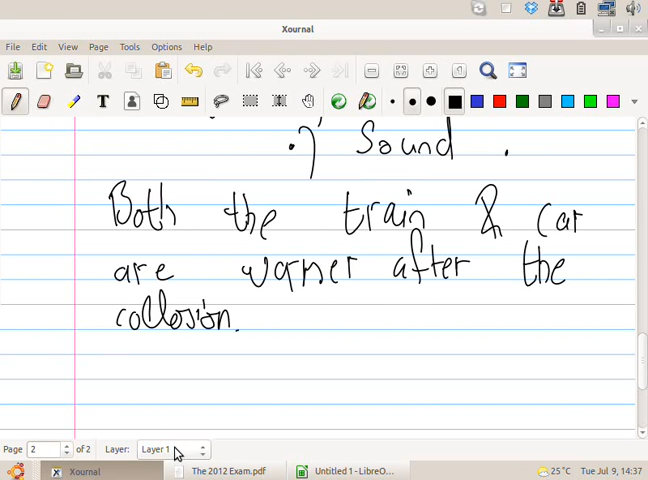 Xournal
File Edit View Page Tools Options Help
Sound .
Both the train & car
are warmer after the
collosion.
Page 2 of 2 Layer: Layer 1
Xournal The 2012 Exam.pdf Untitled 1 - LibreO... 25 °C Tue Jul 9, 14:37